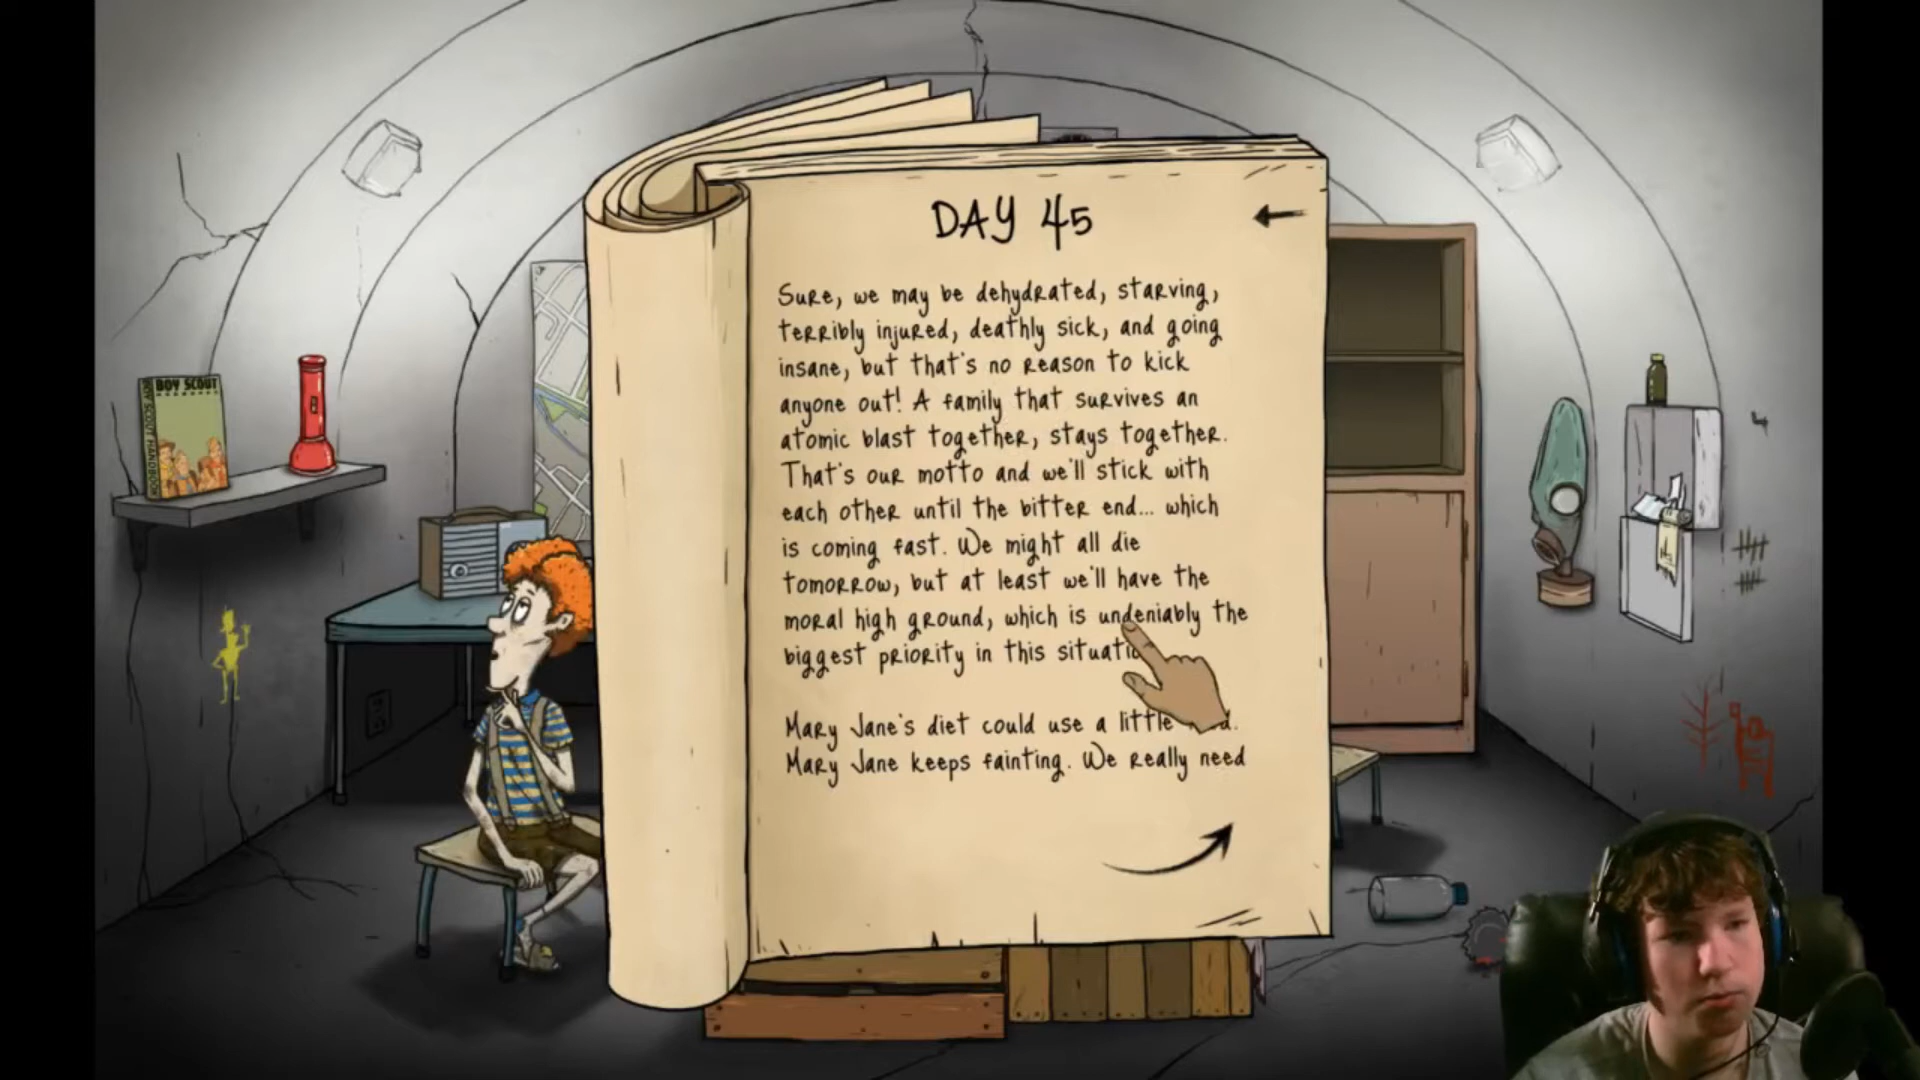 BOY SCOUT
BOY SCOUT HANDBOOK
DAY 45
Sure, we may be dehydrated, starving,
terribly injured, deathly sick, and going
insane, but that's no reason to kick
anyone out! A family that survives an
atomic blast together, stays together.
That's our motto and we'll stick with
each other until the bitter end... which
is coming fast. We might all die
tomorrow, but at least we'll have the
moral high ground, which is undeniably the
biggest priority in this
Mary Jane's diet could use a little
Mary Jane keeps fainting. We really need